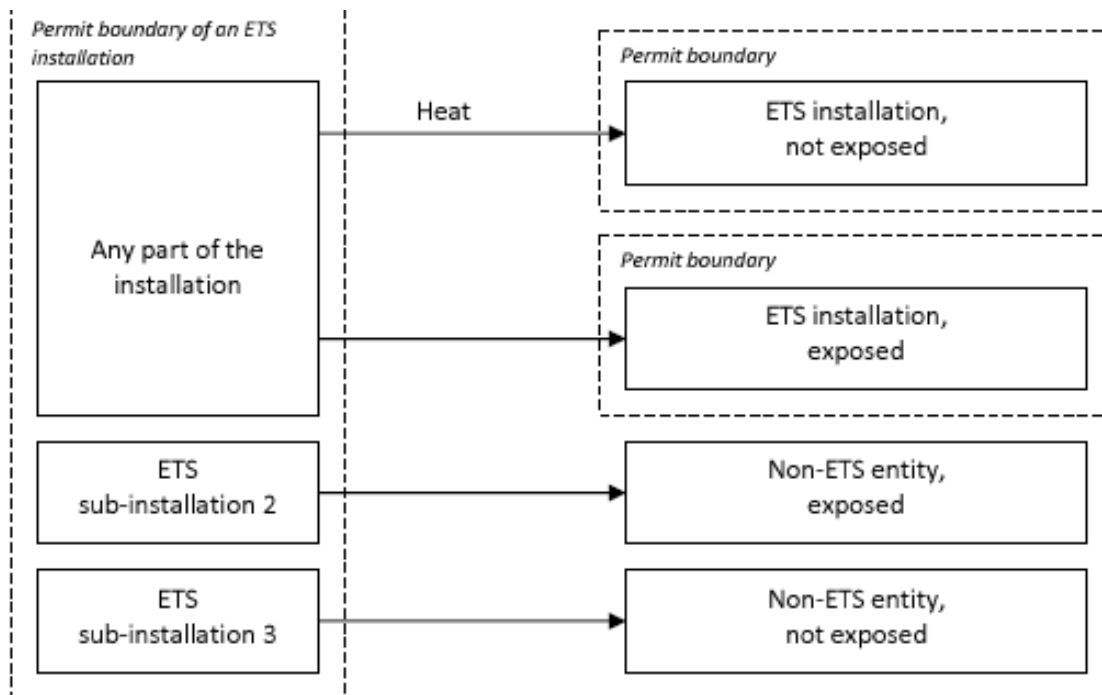 Permit boundary of an ETS
installation
Permit boundary
ETS installation,
not exposed
Heat
Any part of the
installation
Permit boundary
ETS installation,
exposed
ETS
sub-installation 2
Non-ETS entity,
exposed
ETS
sub-installation 3
Non-ETS entity,
not exposed